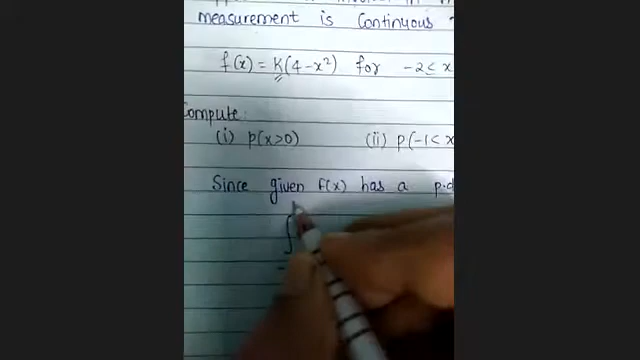 measurement is Continuous
f(x) = K(4-x²) for -2 ≤ x
Compute:
(i) p(x>0) (ii) p(-1< x
Since given f(x) has a p.d
∫